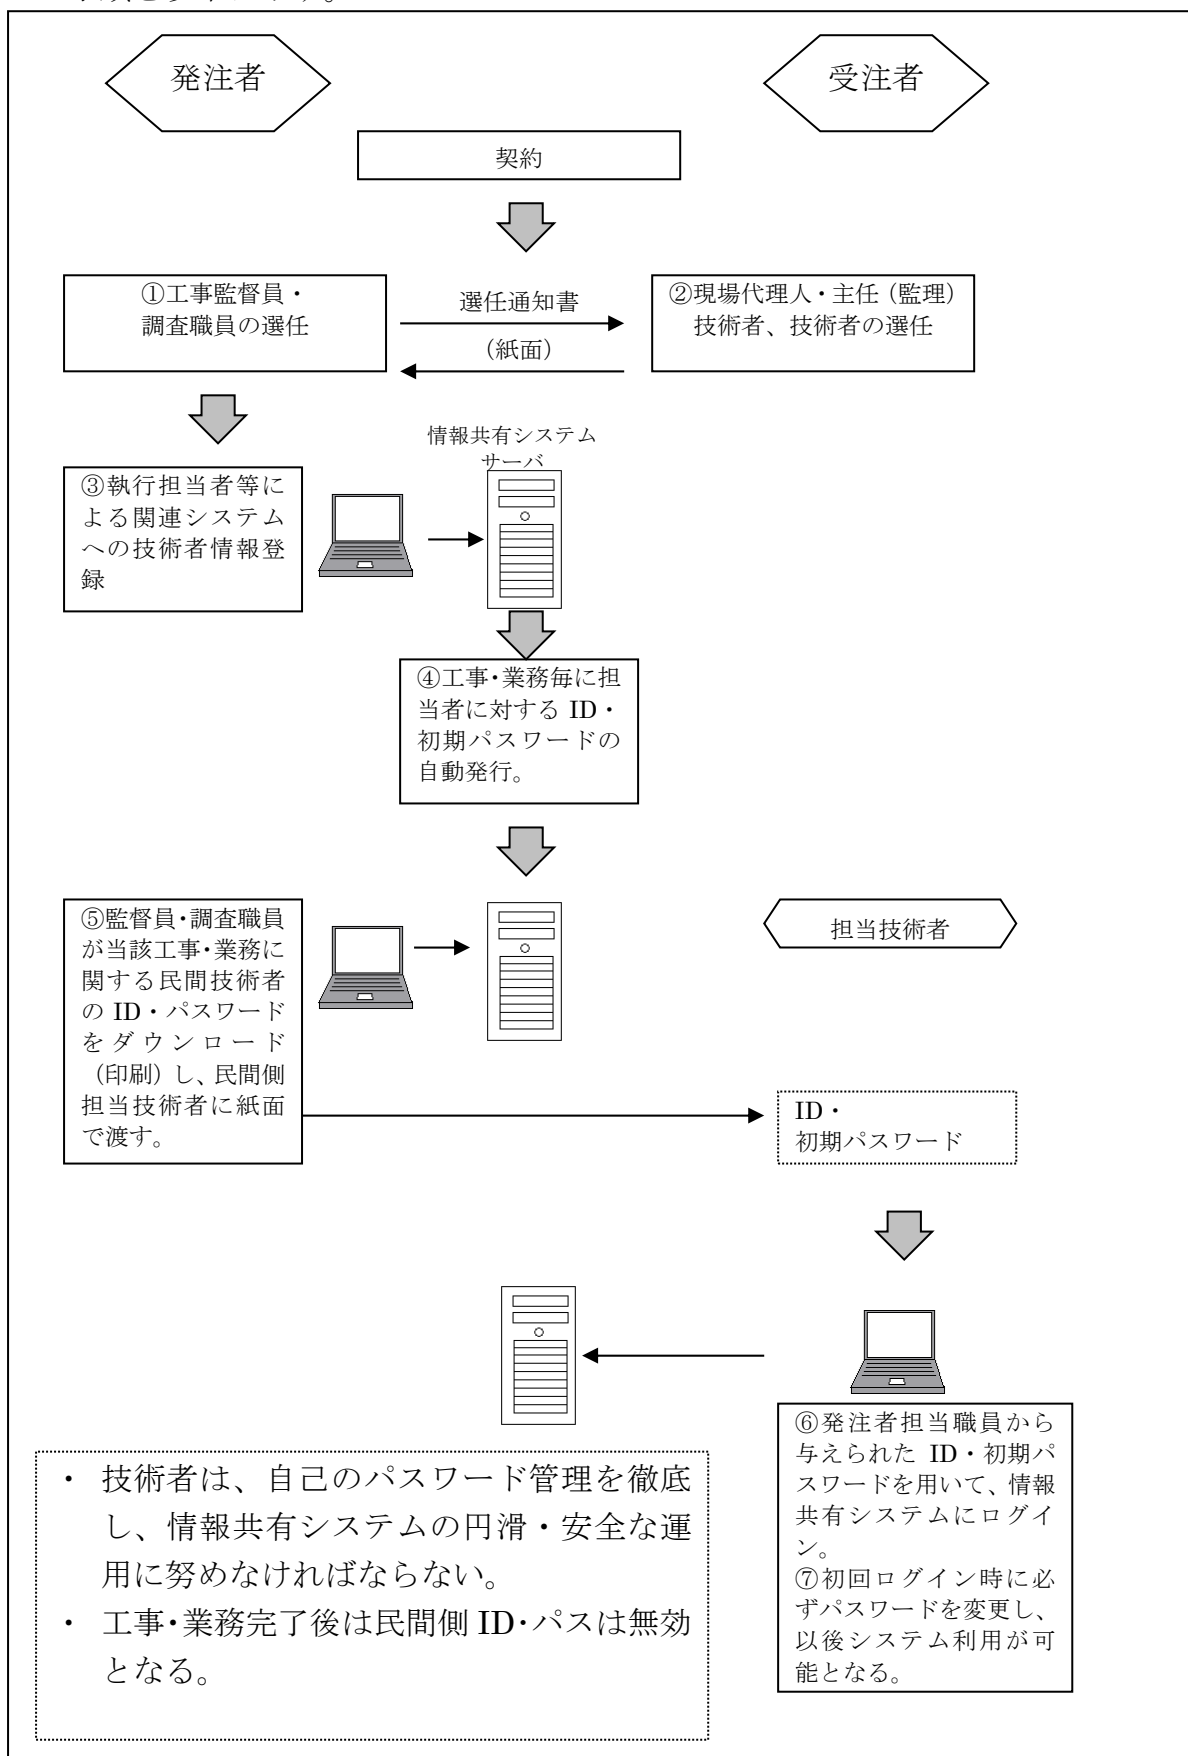 発注者
受注者
契約
①工事監督員・
調査職員の選任
選任通知書
（紙面）
②現場代理人・主任（監理）
技術者、技術者の選任
情報共有システム
サーバ
③執行担当者等に
よる関連システム
への技術者情報登
録
④工事・業務毎に担
当者に対する ID・
初期パスワードの
自動発行。
⑤監督員・調査職員
が当該工事・業務に
関する民間技術者
の ID・パスワード
をダウンロード
（印刷）し、民間側
担当技術者に紙面
で渡す。
担当技術者
ID・
初期パスワード
⑥発注者担当職員から
与えられた ID・初期パ
スワードを用いて、情報
共有システムにログイ
ン。
⑦初回ログイン時に必
ずパスワードを変更し、
以後システム利用が可
能となる。
・ 技術者は、自己のパスワード管理を徹底
し、情報共有システムの円滑・安全な運
用に努めなければならない。
・ 工事・業務完了後は民間側 ID・パスは無効
となる。